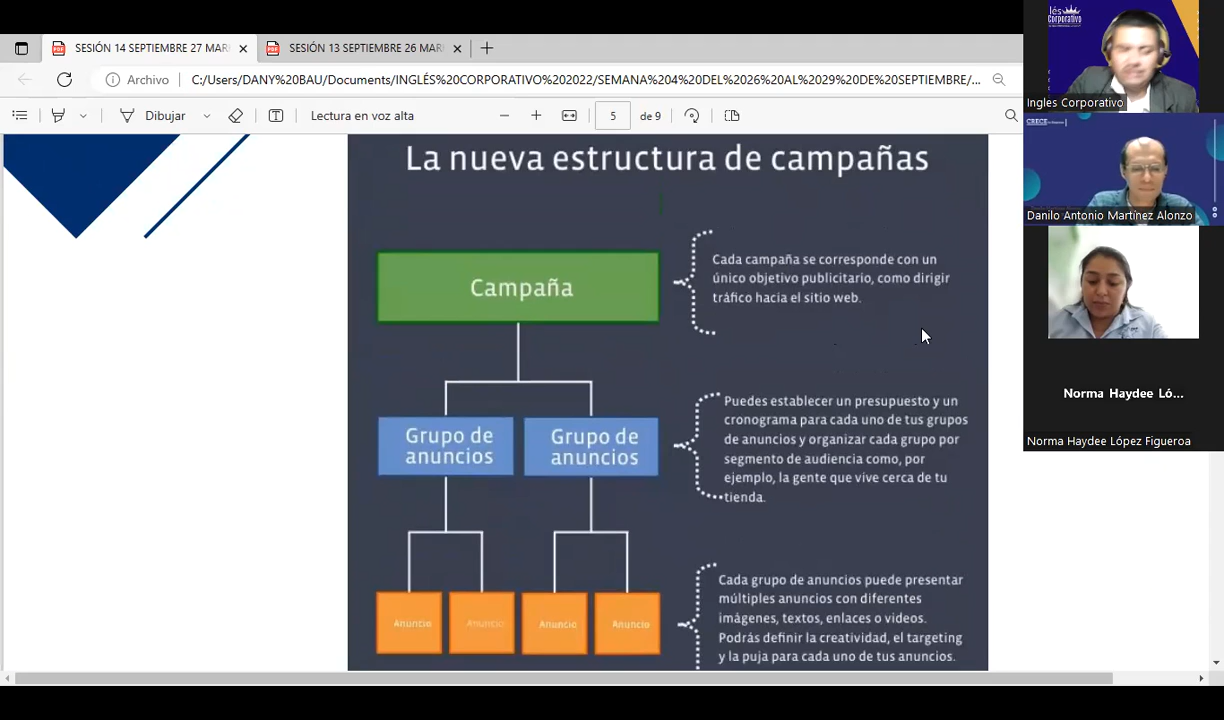 SESIÓN 14 SEPTIEMBRE 27 MAR
SESIÓN 13 SEPTIEMBRE 26 MAR
Archivo
C:/Users/DANY%20BAU/Documents/INGLÉS%20CORPORATIVO%202022/SEMANA%204%20DEL%2026%20AL%2029%20DE%20SEPTIEMBRE/...
Dibujar
Lectura en voz alta
5
de 9
La nueva estructura de campañas
Campaña
Cada campaña se corresponde con un
único objetivo publicitario, como dirigir
tráfico hacia el sitio web.
Grupo de
anuncios
Grupo de
anuncios
Puedes establecer un presupuesto y un
cronograma para cada uno de tus grupos
de anuncios y organizar cada grupo por
segmento de audiencia como, por
ejemplo, la gente que vive cerca de tu
tienda.
Anuncio
Anuncio
Anuncio
Anuncio
Cada grupo de anuncios puede presentar
múltiples anuncios con diferentes
imágenes, textos, enlaces o videos.
Podrás definir la creatividad, el targeting
y la puja para cada uno de tus anuncios.
lés
Corporativo
Ingles Corporativo
CRECE
Danilo Antonio Martínez Alonzo
Norma Haydee Ló...
Norma Haydee López Figueroa